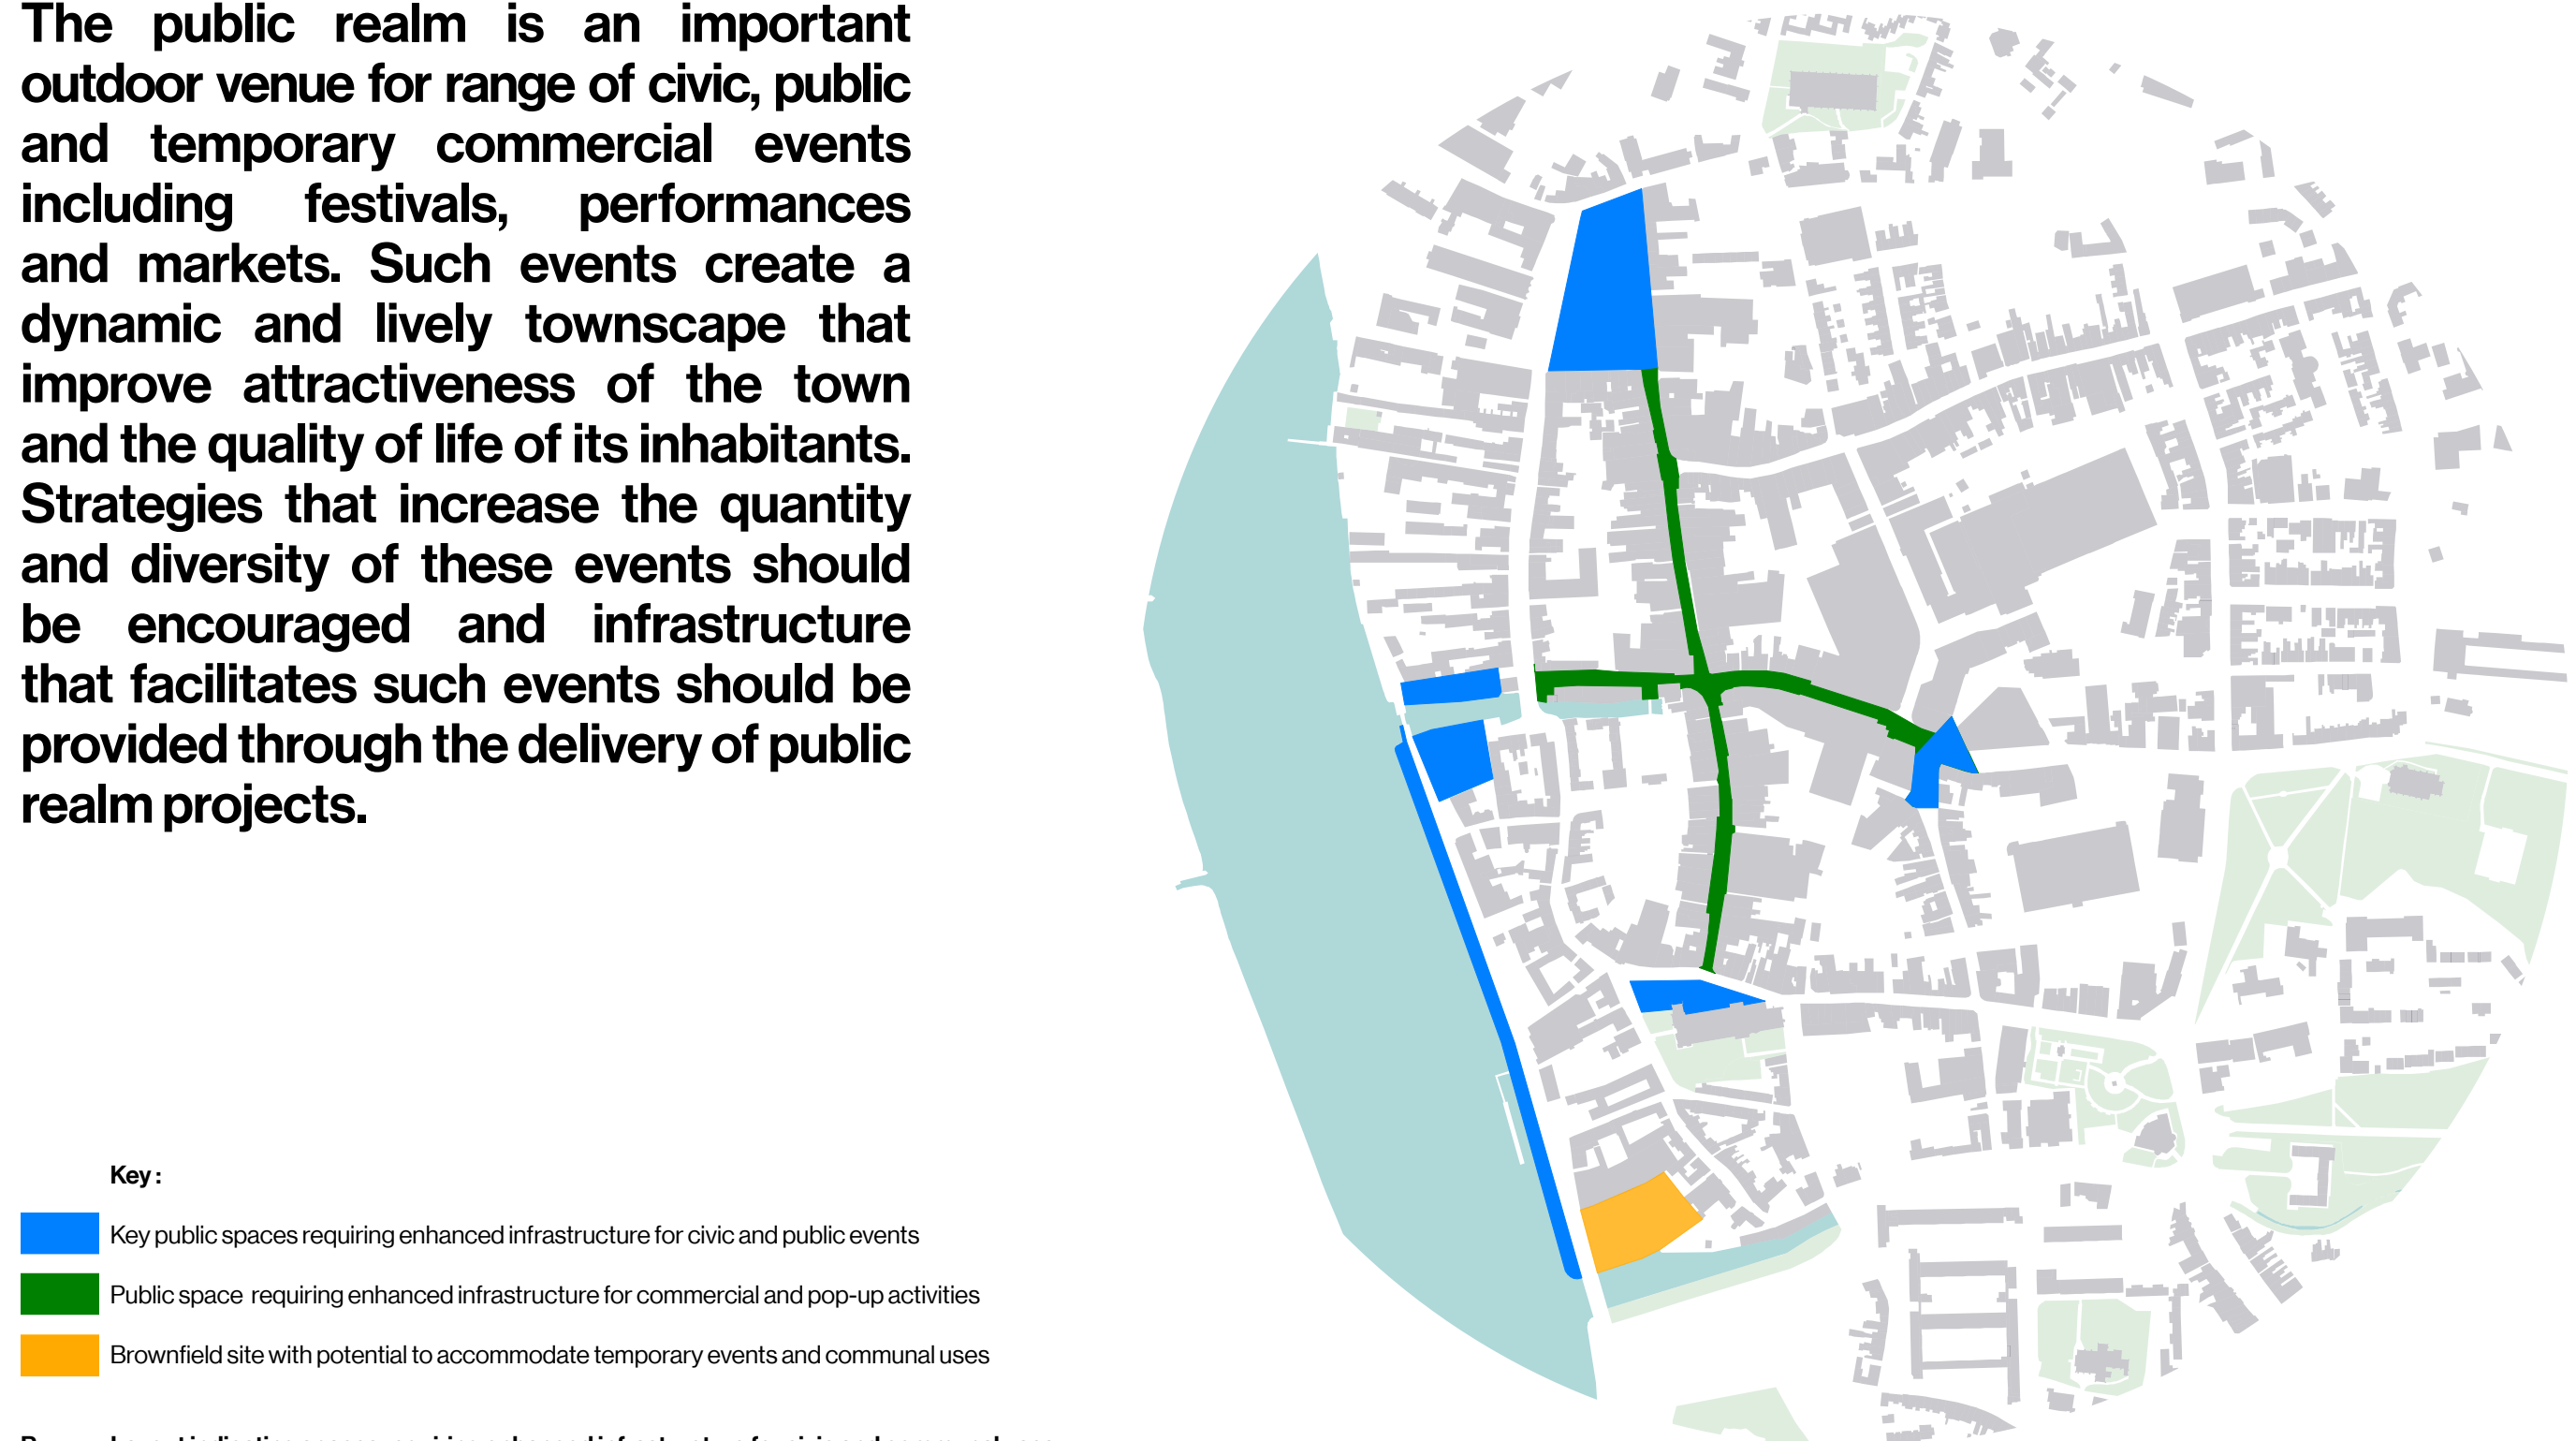 The public realm is an important
outdoor venue for range of civic, public
and temporary commercial events
including festivals, performances
and markets. Such events create a
dynamic and lively townscape that
improve attractiveness of the town
and the quality of life of its inhabitants.
Strategies that increase the quantity
and diversity of these events should
be encouraged and infrastructure
that facilitates such events should be
provided through the delivery of public
realm projects.
Key :
Key public spaces requiring enhanced infrastructure for civic and public events
Public space requiring enhanced infrastructure for commercial and pop-up activities
Brownfield site with potential to accommodate temporary events and communal uses